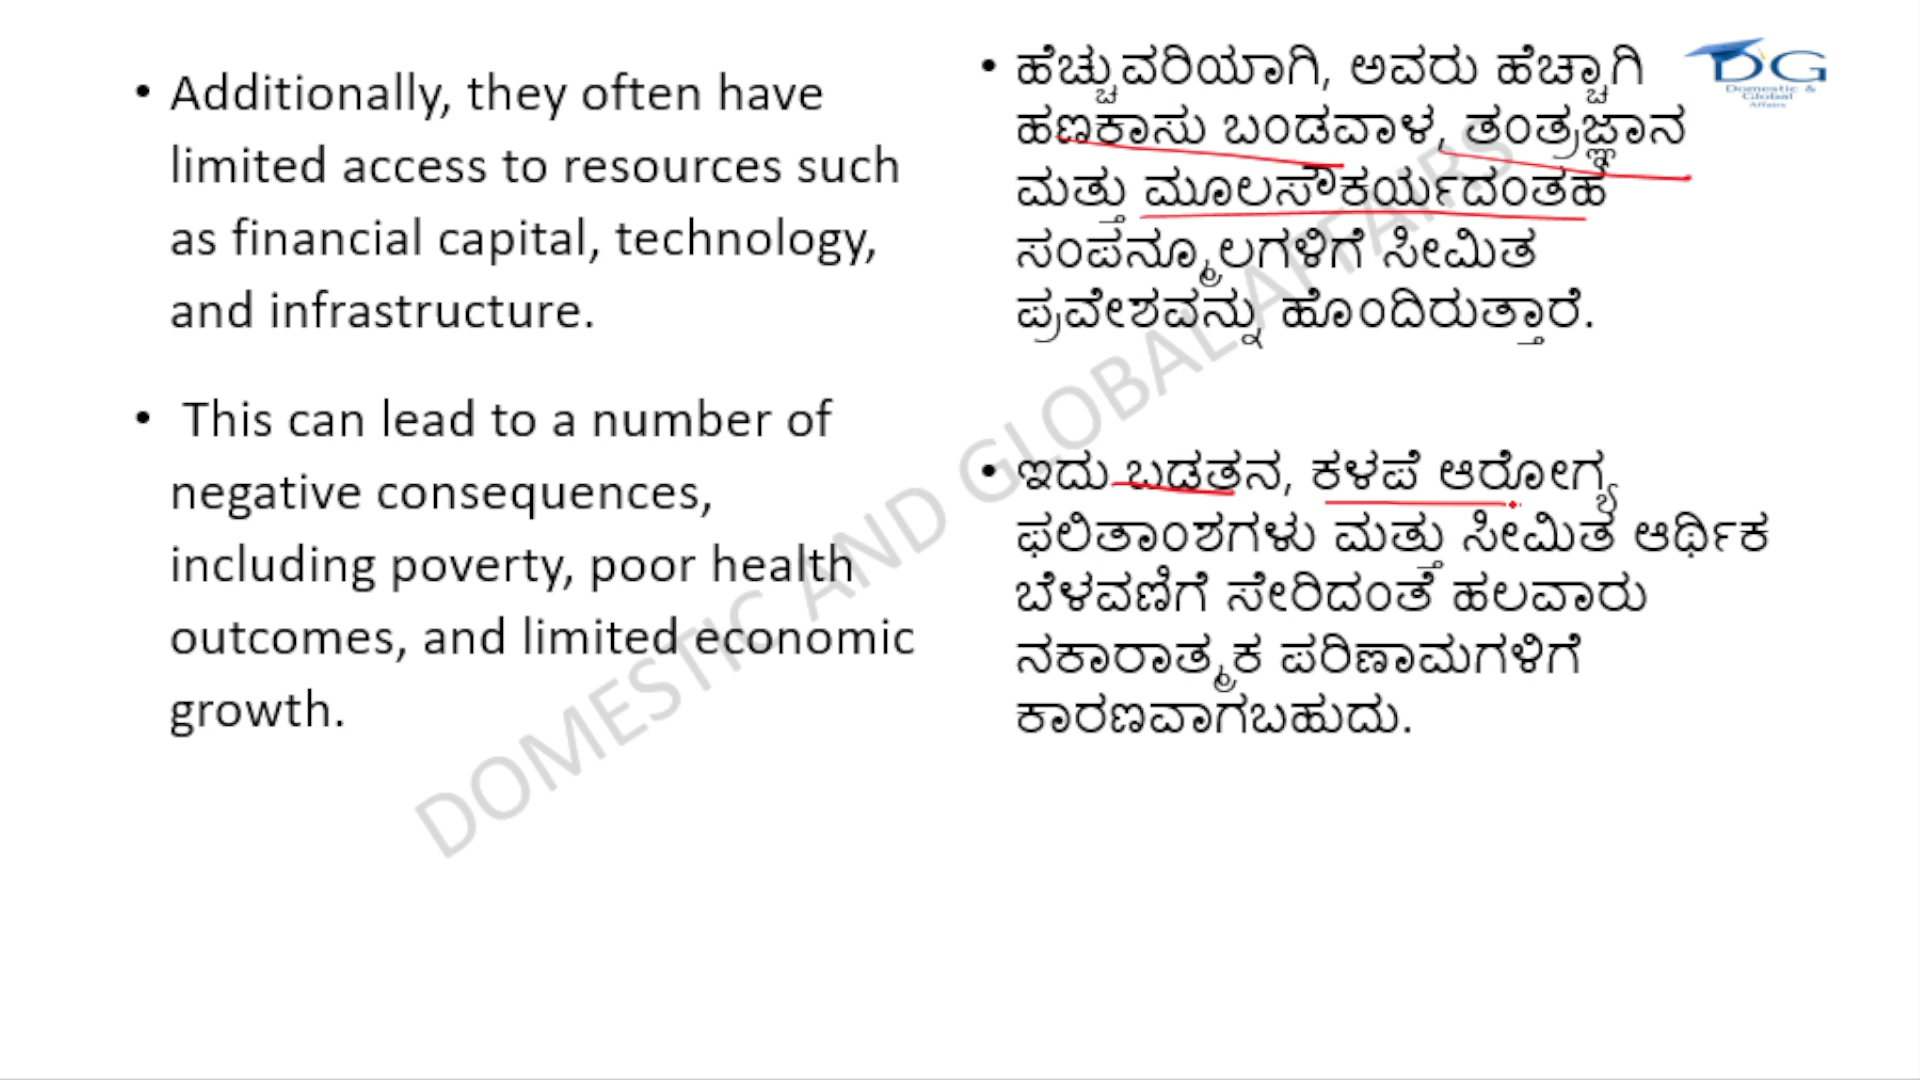 • Additionally, they often have
limited access to resources such
as financial capital, technology,
and infrastructure.
• This can lead to a number of
negative consequences,
including poverty, poor health
outcomes, and limited economic
growth.
• ಹೆಚ್ಚುವರಿಯಾಗಿ, ಅವರು ಹೆಚ್ಚಾಗಿ
ಹಣಕಾಸು ಬಂಡವಾಳ, ತಂತ್ರಜ್ಞಾನ
ಮತ್ತು ಮೂಲಸೌಕರ್ಯದಂತಹ
ಸಂಪನ್ಮೂಲಗಳಿಗೆ ಸೀಮಿತ
ಪ್ರವೇಶವನ್ನು ಹೊಂದಿರುತ್ತಾರೆ.
• ಇದು ಬಡತನ, ಕಳಪೆ ಆರೋಗ್ಯ
ಫಲಿತಾಂಶಗಳು ಮತ್ತು ಸೀಮಿತ ಆರ್ಥಿಕ
ಬೆಳವಣಿಗೆ ಸೇರಿದಂತೆ ಹಲವಾರು
ನಕಾರಾತ್ಮಕ ಪರಿಣಾಮಗಳಿಗೆ
ಕಾರಣವಾಗಬಹುದು.
DG
Domestic &
Global
Affairs
DOMESTIC AND GLOBAL AFFAIRS